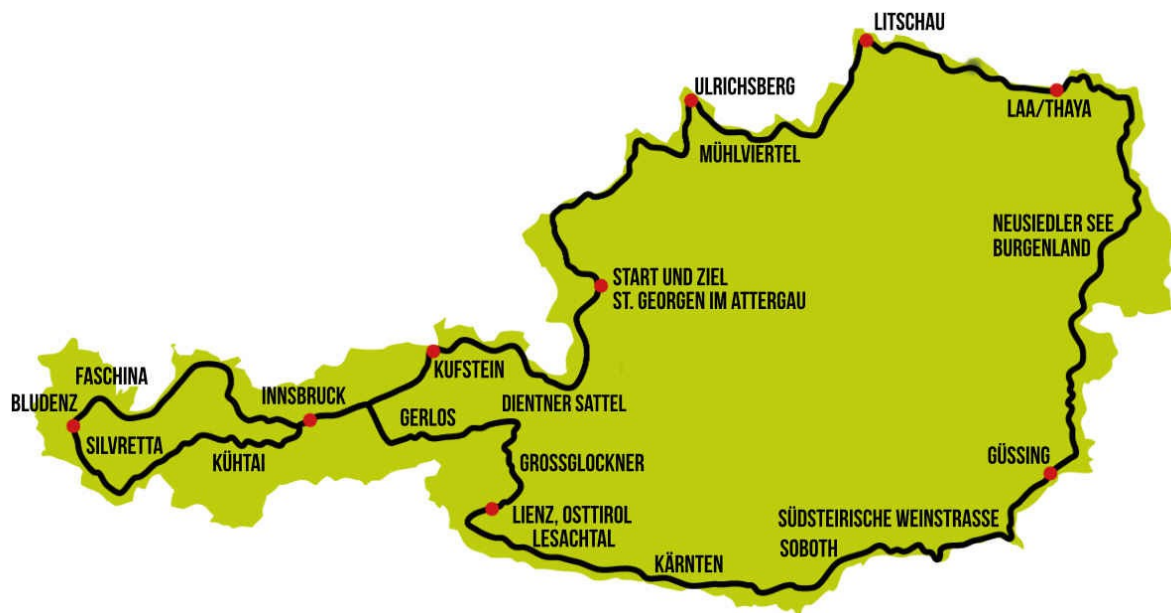 LITSCHAU
ULRICHSBERG
LAA/THAYA
MÜHLVIERTEL
NEUSIEDLER SEE
BURGENLAND
START UND ZIEL
ST. GEORGEN IM ATTERGAU
KUFSTEIN
FASCHINA
INNSBRUCK
BLUDENZ
DIENTNER SATTEL
GERLOS
SILVRETTA
KÜHTAI
GROSSGLOCKNER
GÜSSING
LIENZ, OSTTIROL
LESACHTAL
SÜDSTEIRISCHE WEINSTRASSE
SOBOTH
KÄRNTEN